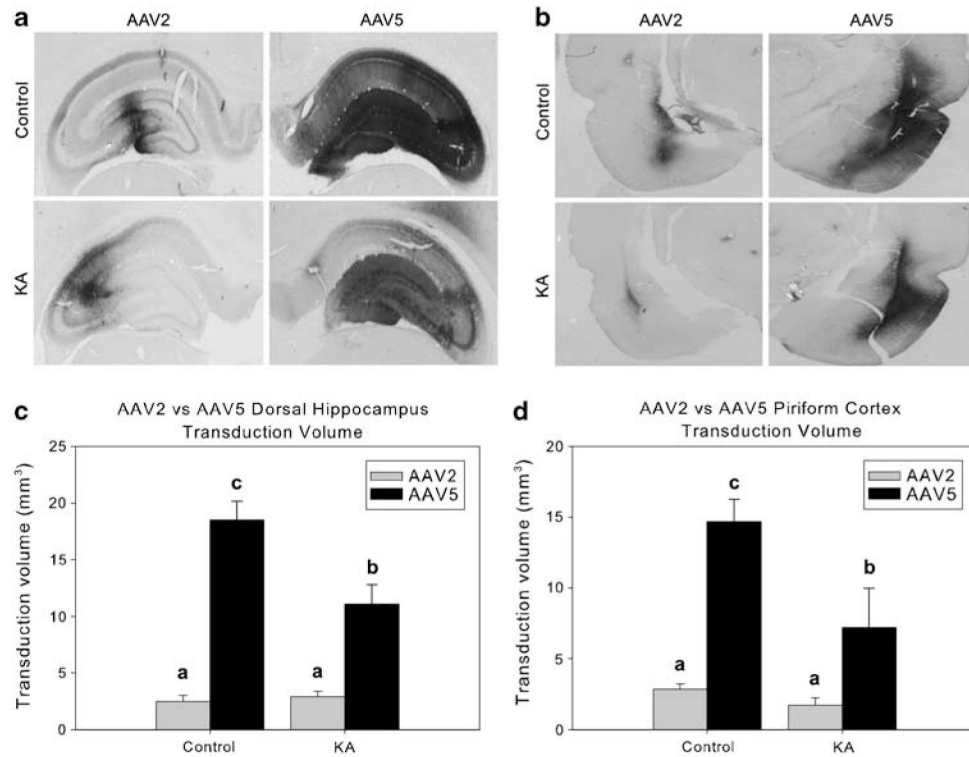 a
AAV2
AAV5
Control
KA
b
AAV2
AAV5
Control
KA
c
AAV2 vs AAV5 Dorsal Hippocampus
Transduction Volume
Transduction volume (mm³)
25
20
15
10
5
0
AAV2
AAV5
a
c
a
b
Control
KA
d
AAV2 vs AAV5 Piriform Cortex
Transduction Volume
Transduction volume (mm³)
20
15
10
5
0
AAV2
AAV5
a
c
a
b
Control
KA